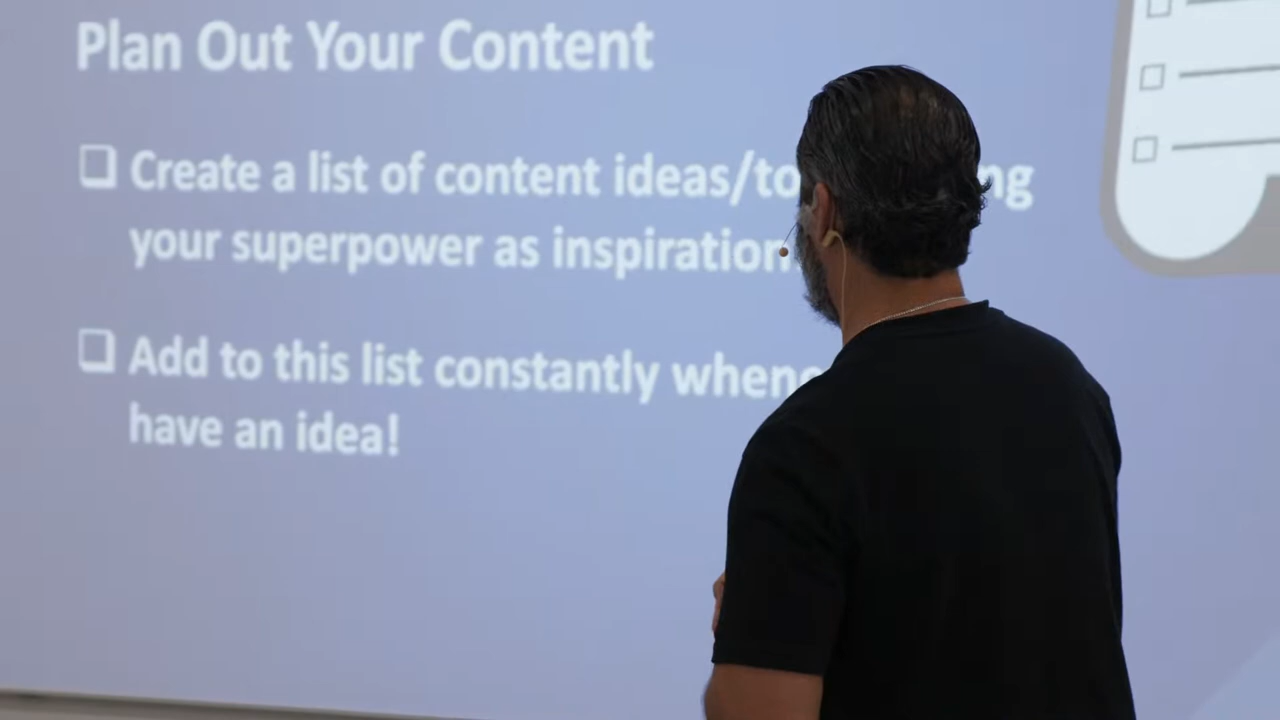 Plan Out Your Content
Create a list of content ideas/to
your superpower as inspiration
Add to this list constantly
have an idea!